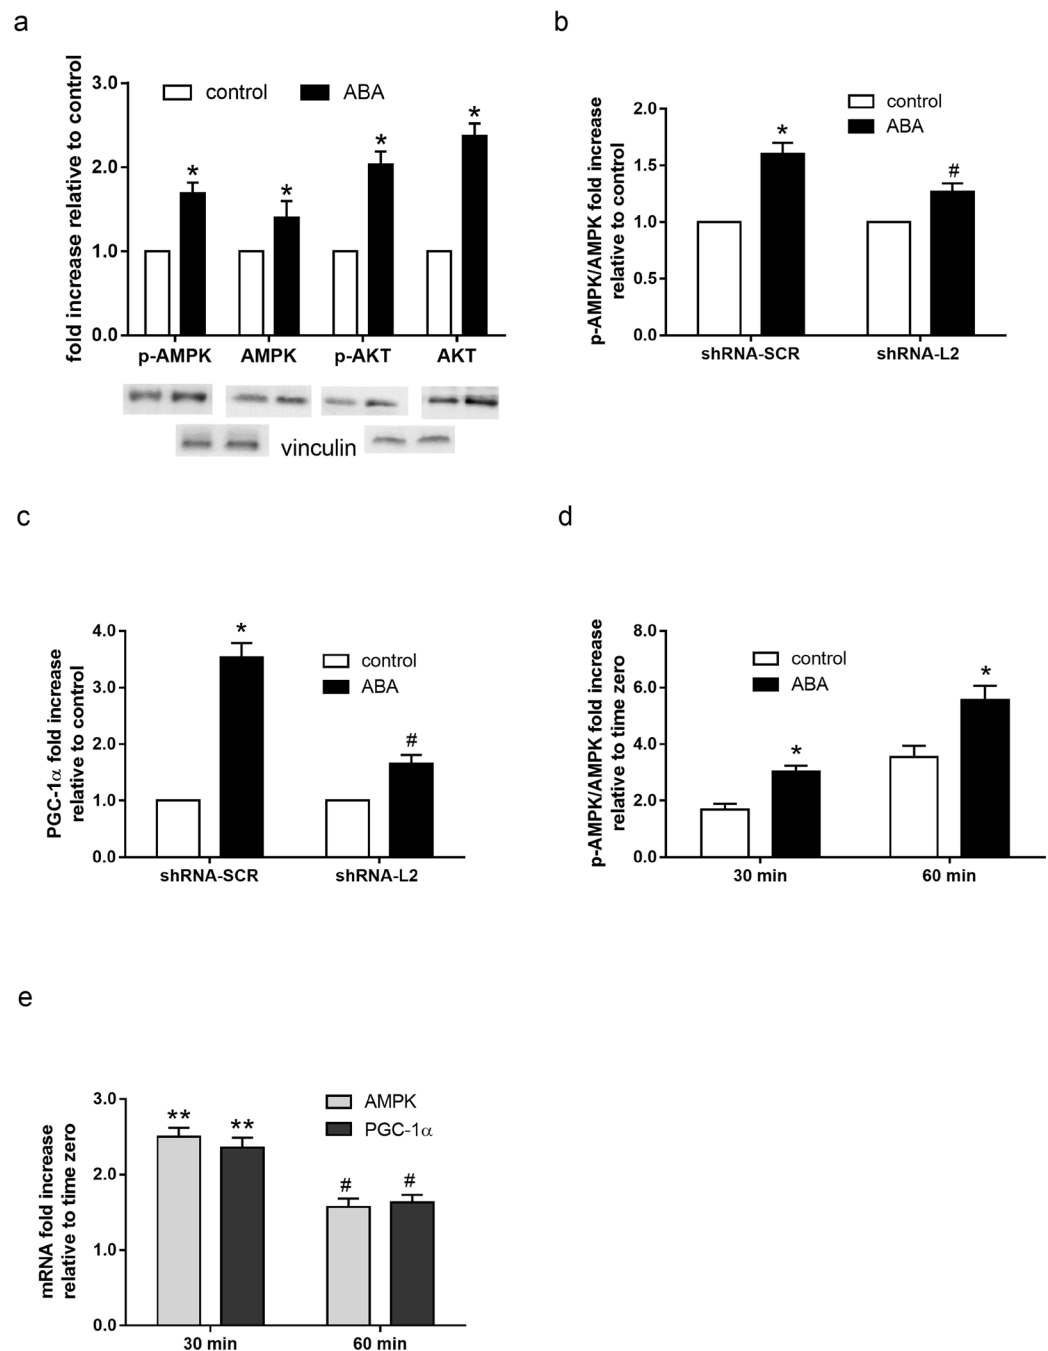 a
fold increase relative to control
3.0
2.0
1.0
0.0
control
ABA
*
*
*
*
p-AMPK
AMPK
p-AKT
AKT
vinculin
b
p-AMPK/AMPK fold increase
relative to control
2.0
1.5
1.0
0.5
0.0
control
ABA
*
#
shRNA-SCR
shRNA-L2
c
PGC-1α fold increase
relative to control
4.0
3.0
2.0
1.0
0.0
control
ABA
*
#
shRNA-SCR
shRNA-L2
d
p-AMPK/AMPK fold increase
relative to time zero
8.0
6.0
4.0
2.0
0.0
control
ABA
*
*
30 min
60 min
e
mRNA fold increase
relative to time zero
3.0
2.0
1.0
0.0
AMPK
PGC-1α
**
**
#
#
30 min
60 min